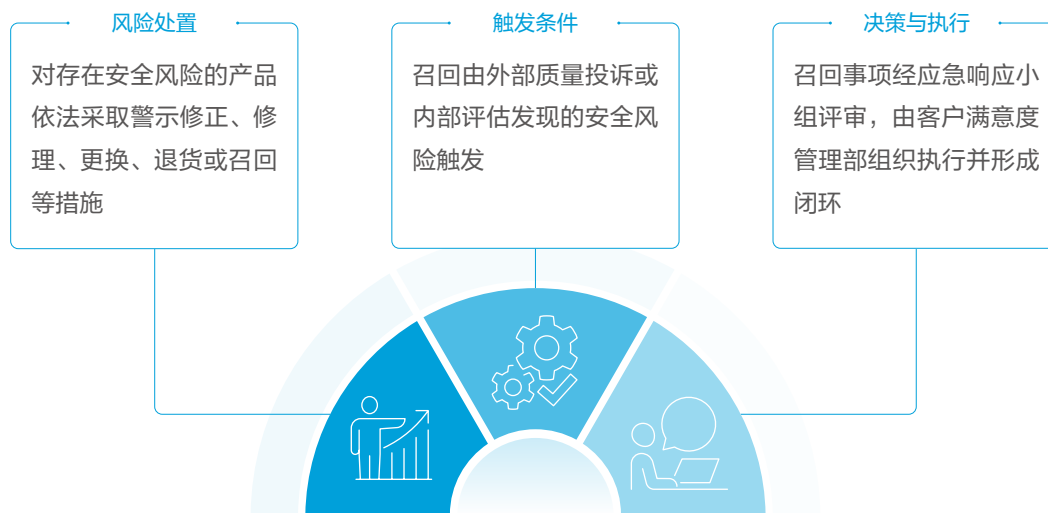 风险处置
对存在安全风险的产品
依法采取警示修正、修
理、更换、退货或召回
等措施
触发条件
召回由外部质量投诉或
内部评估发现的安全风
险触发
决策与执行
召回事项经应急响应小
组评审，由客户满意度
管理部组织执行并形成
闭环